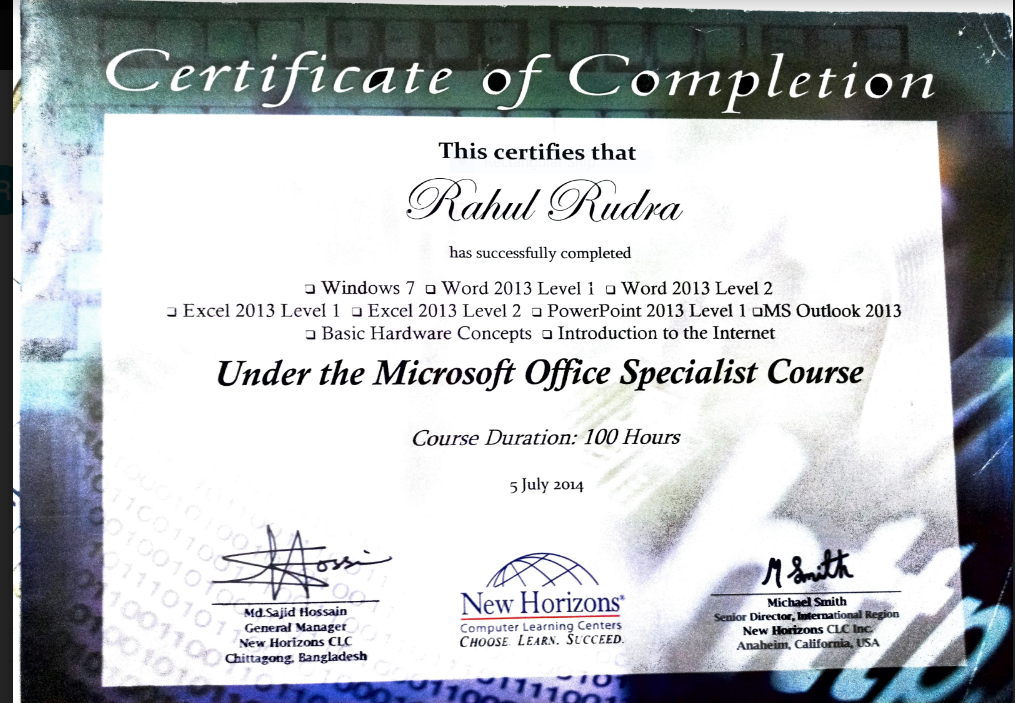 Certificate of Completion
This certifies that
Rahul Rudra
has successfully completed
❏ Windows 7 ❏ Word 2013 Level 1 ❏ Word 2013 Level 2
❏ Excel 2013 Level 1 ❏ Excel 2013 Level 2 ❏ PowerPoint 2013 Level 1 ❏MS Outlook 2013
❏ Basic Hardware Concepts ❏ Introduction to the Internet
Under the Microsoft Office Specialist Course
Course Duration: 100 Hours
5 July 2014
Hossi
Md.Sajid Hossain
General Manager
New Horizons CLC
Chittagong, Bangladesh
New Horizons®
Computer Learning Centers
CHOOSE. LEARN. SUCCEED.
M Smith
Michael Smith
Senior Director, International Region
New Horizons CLC Inc.
Anaheim, California, USA
http